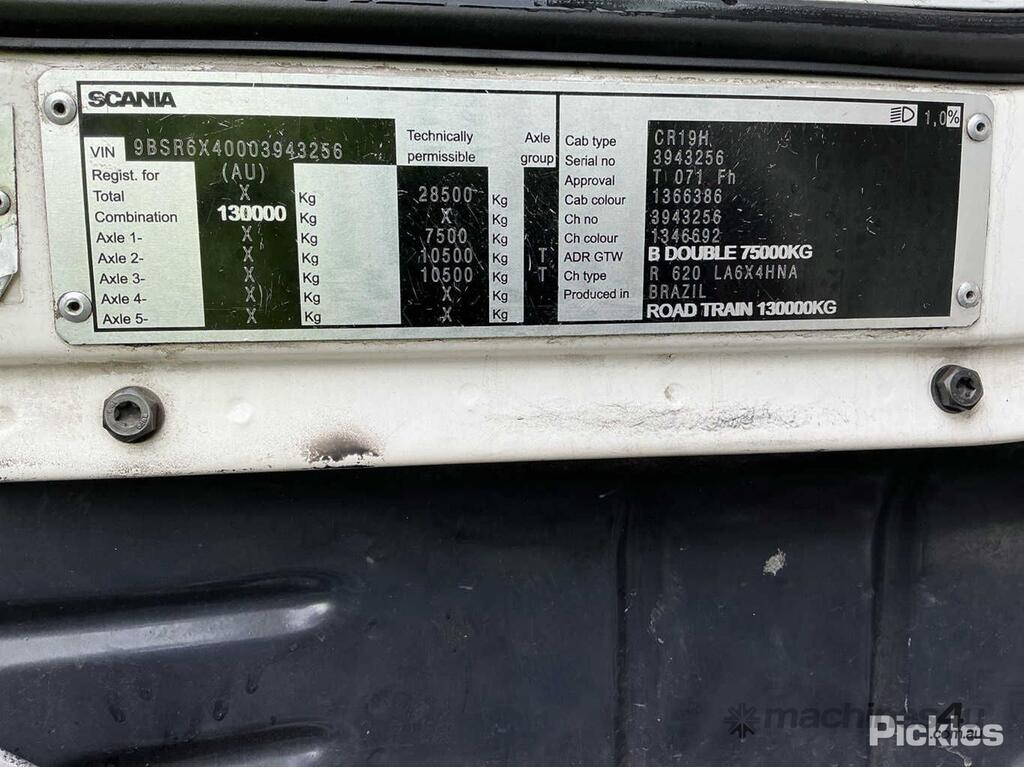 SCANIA
1,0%
VIN 9BSR6X40003943256
Technically permissible
Axle group
Regist. for (AU)
Total X Kg 28500 Kg
Combination 130000 Kg X Kg
Axle 1- X Kg 7500 Kg
Axle 2- X Kg 10500 Kg T
Axle 3- X Kg 10500 Kg T
Axle 4- X Kg X Kg
Axle 5- X Kg X Kg
Cab type CR19H
Serial no 3943256
Approval T 071 Fh
Cab colour 1366386
Ch no 3943256
Ch colour 1346692
ADR GTW B DOUBLE 75000KG
Ch type R 620 LA6X4HNA
Produced in BRAZIL
ROAD TRAIN 130000KG
machines4u
.com.au
Pickles